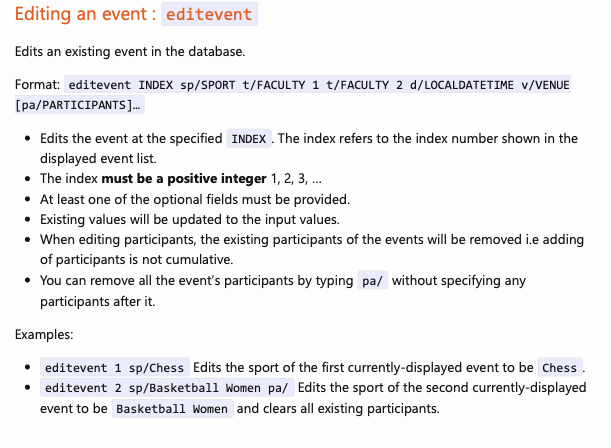 Editing an event : editevent
Edits an existing event in the database.
Format: editevent INDEX sp/SPORT t/FACULTY 1 t/FACULTY 2 d/LOCALDATETIME v/VENUE
[pa/PARTICIPANTS]…
• Edits the event at the specified INDEX . The index refers to the index number shown in the
displayed event list.
• The index must be a positive integer 1, 2, 3, …
• At least one of the optional fields must be provided.
• Existing values will be updated to the input values.
• When editing participants, the existing participants of the events will be removed i.e adding
of participants is not cumulative.
• You can remove all the event’s participants by typing pa/ without specifying any
participants after it.
Examples:
• editevent 1 sp/Chess Edits the sport of the first currently-displayed event to be Chess .
• editevent 2 sp/Basketball Women pa/ Edits the sport of the second currently-displayed
event to be Basketball Women and clears all existing participants.